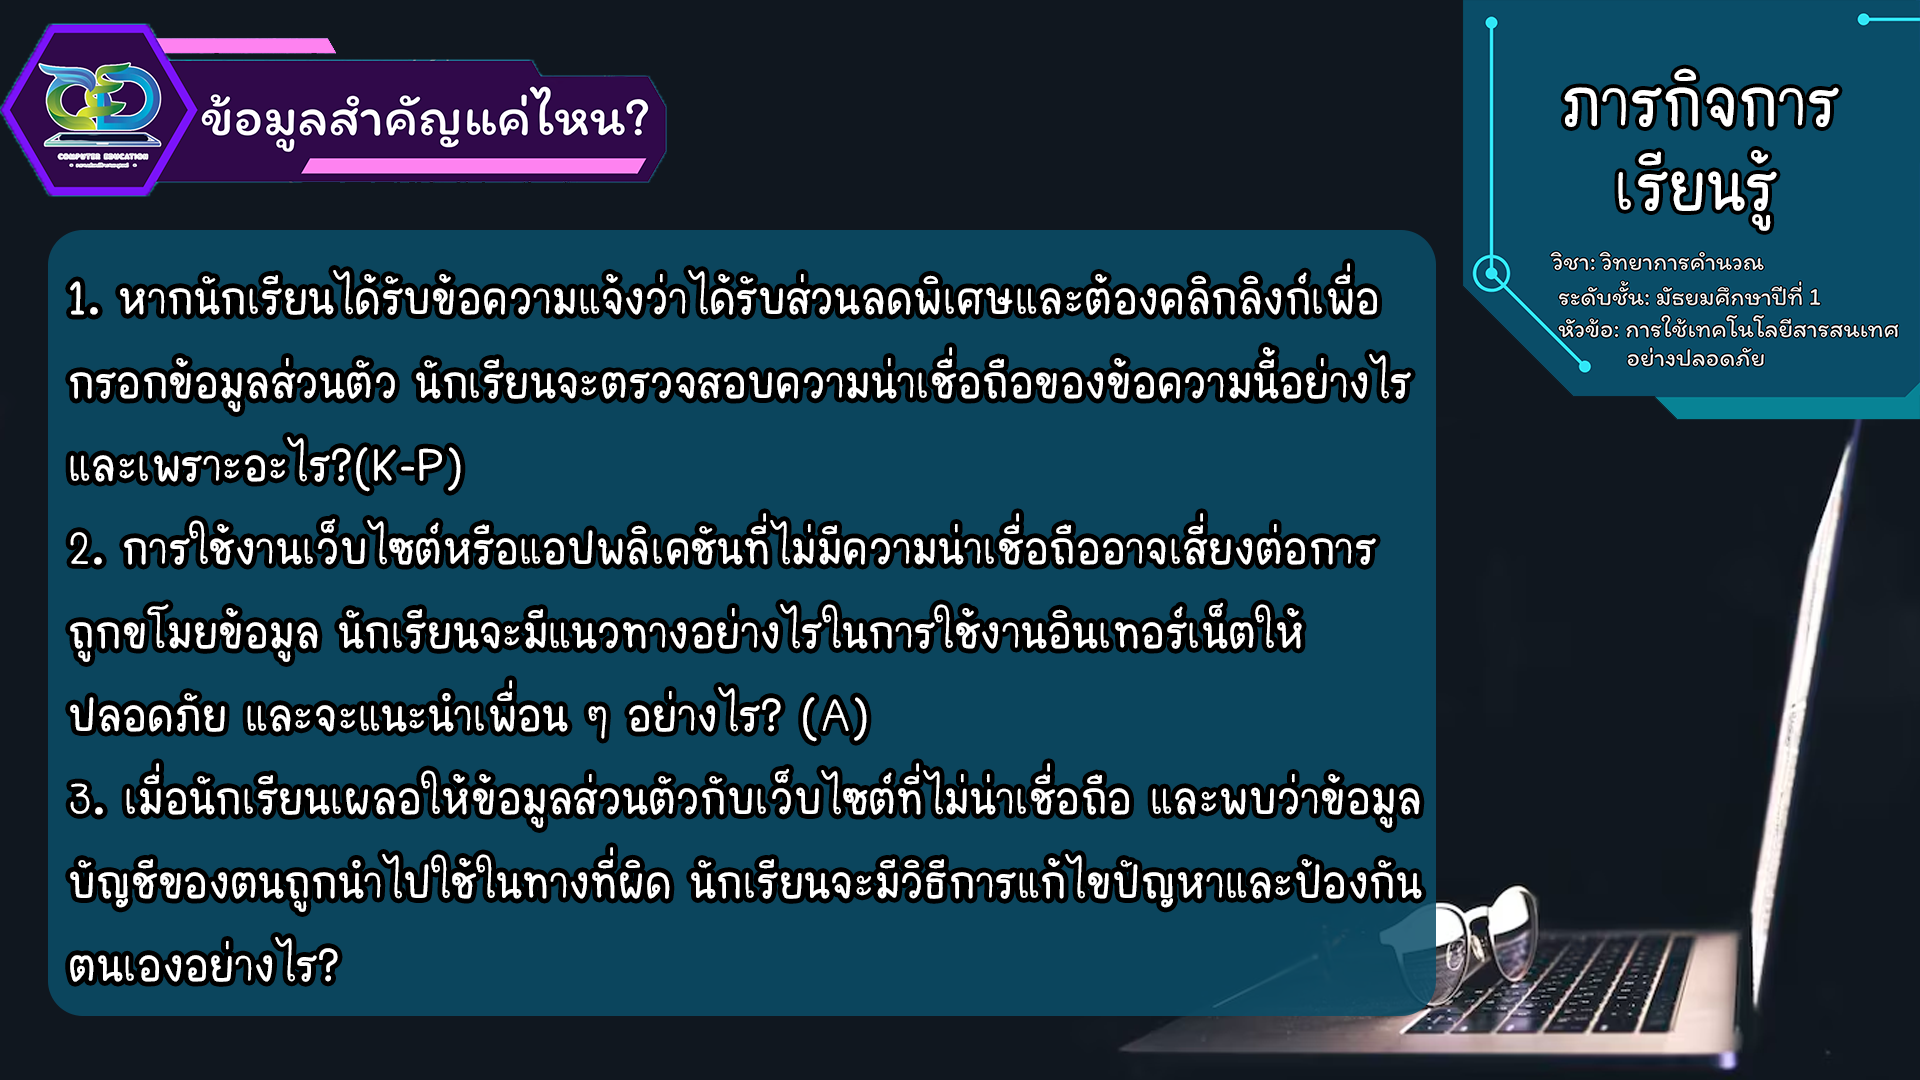 ข้อมูลสำคัญแค่ไหน?
COMPUTER EDUCATION
ภารกิจการ
เรียนรู้
วิชา: วิทยาการคำนวณ
ระดับชั้น: มัธยมศึกษาปีที่ 1
หัวข้อ: การใช้เทคโนโลยีสารสนเทศ
อย่างปลอดภัย
1. หากนักเรียนได้รับข้อความแจ้งว่าได้รับส่วนลดพิเศษและต้องคลิกลิงก์เพื่อ
กรอกข้อมูลส่วนตัว นักเรียนจะตรวจสอบความน่าเชื่อถือของข้อความนี้อย่างไร
และเพราะอะไร?(K-P)
2. การใช้งานเว็บไซต์หรือแอปพลิเคชันที่ไม่มีความน่าเชื่อถืออาจเสี่ยงต่อการ
ถูกขโมยข้อมูล นักเรียนจะมีแนวทางอย่างไรในการใช้งานอินเทอร์เน็ตให้
ปลอดภัย และจะแนะนำเพื่อน ๆ อย่างไร? (A)
3. เมื่อนักเรียนเผลอให้ข้อมูลส่วนตัวกับเว็บไซต์ที่ไม่น่าเชื่อถือ และพบว่าข้อมูล
บัญชีของตนถูกนำไปใช้ในทางที่ผิด นักเรียนจะมีวิธีการแก้ไขปัญหาและป้องกัน
ตนเองอย่างไร?